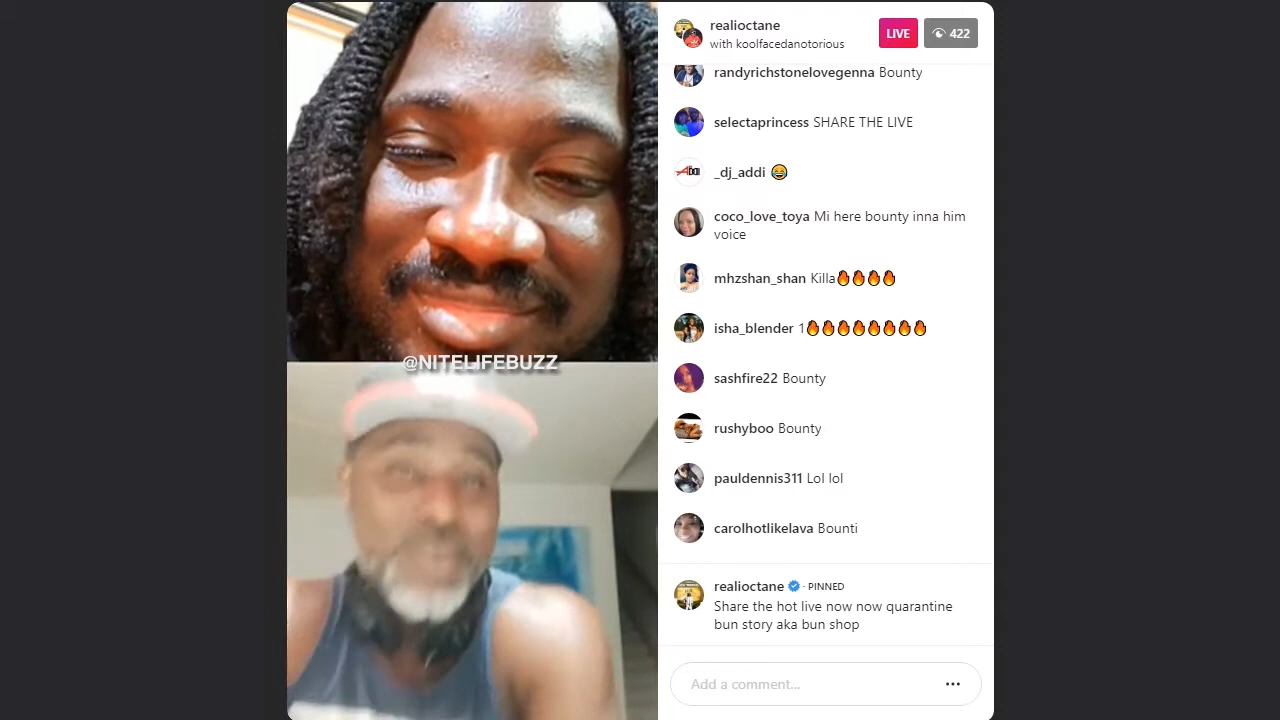 realioctane
with koolfacedanotorious
LIVE
422
randyrichstonelovegenna Bounty
selectaprincess SHARE THE LIVE
_dj_addi 😂
coco_love_toya Mi here bounty inna him
voice
mhzshan_shan Killa🔥🔥🔥🔥
isha_blender 1🔥🔥🔥🔥🔥🔥🔥🔥
sashfire22 Bounty
rushyboo Bounty
pauldennis311 Lol lol
carolhotlikelava Bounti
realioctane · PINNED
Share the hot live now now quarantine
bun story aka bun shop
Add a comment...
@NITELIFEBUZZ